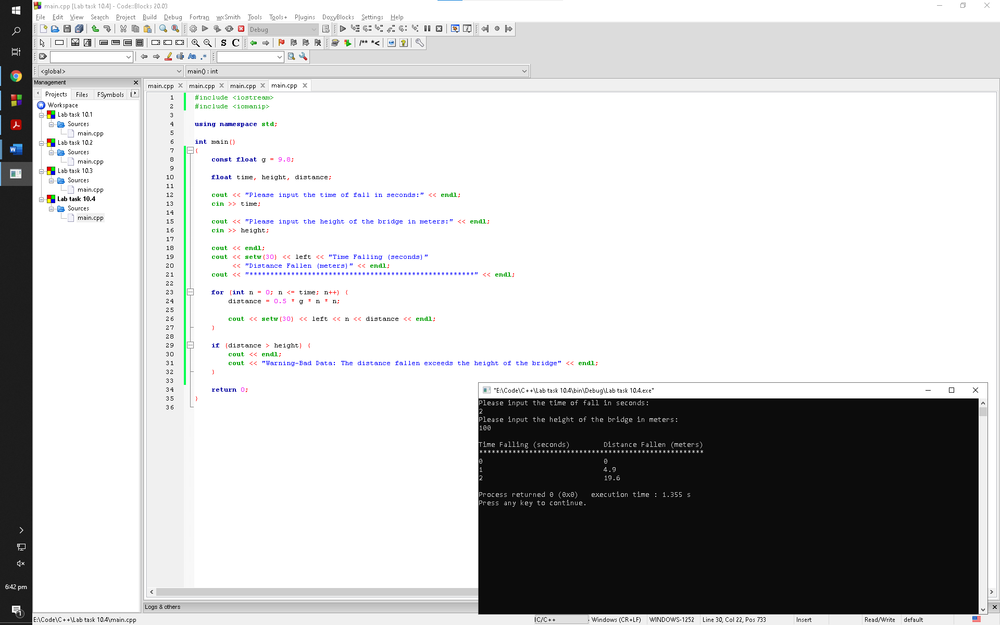 main.cpp [Lab task 10.4] - Code::Blocks 20.03
File Edit View Search Project Build Debug Fortran wxSmith Tools Tools+ Plugins DoxyBlocks Settings Help
Debug
S C /** *<
Aa .*
<global> main() : int
Management
Projects Files FSymbols
main.cpp main.cpp main.cpp main.cpp
Workspace
Lab task 10.1
Sources
main.cpp
Lab task 10.2
Sources
main.cpp
Lab task 10.3
Sources
main.cpp
Lab task 10.4
Sources
main.cpp
1 #include <iostream>
2 #include <iomanip>
3
4 using namespace std;
5
6 int main()
7 {
8 const float g = 9.8;
9
10 float time, height, distance;
11
12 cout << "Please input the time of fall in seconds:" << endl;
13 cin >> time;
14
15 cout << "Please input the height of the bridge in meters:" << endl;
16 cin >> height;
17
18 cout << endl;
19 cout << setw(30) << left << "Time Falling (seconds)"
20 << "Distance Fallen (meters)" << endl;
21 cout << "******************************************************" << endl;
22
23 for (int n = 0; n <= time; n++) {
24 distance = 0.5 * g * n * n;
25
26 cout << setw(30) << left << n << distance << endl;
27 }
28
29 if (distance > height) {
30 cout << endl;
31 cout << "Warning-Bad Data: The distance fallen exceeds the height of the bridge" << endl;
32 }
33
34 return 0;
35 }
36
"E:\Code\C++\Lab task 10.4\bin\Debug\Lab task 10.4.exe"
Please input the time of fall in seconds:
2
Please input the height of the bridge in meters:
100
Time Falling (seconds) Distance Fallen (meters)
******************************************************
0 0
1 4.9
2 19.6
Process returned 0 (0x0) execution time : 1.355 s
Press any key to continue.
Logs & others
E:\Code\C++\Lab task 10.4\main.cpp C/C++ Windows (CR+LF) WINDOWS-1252 Line 30, Col 22, Pos 733 Insert Read/Write default
6:42 pm
1